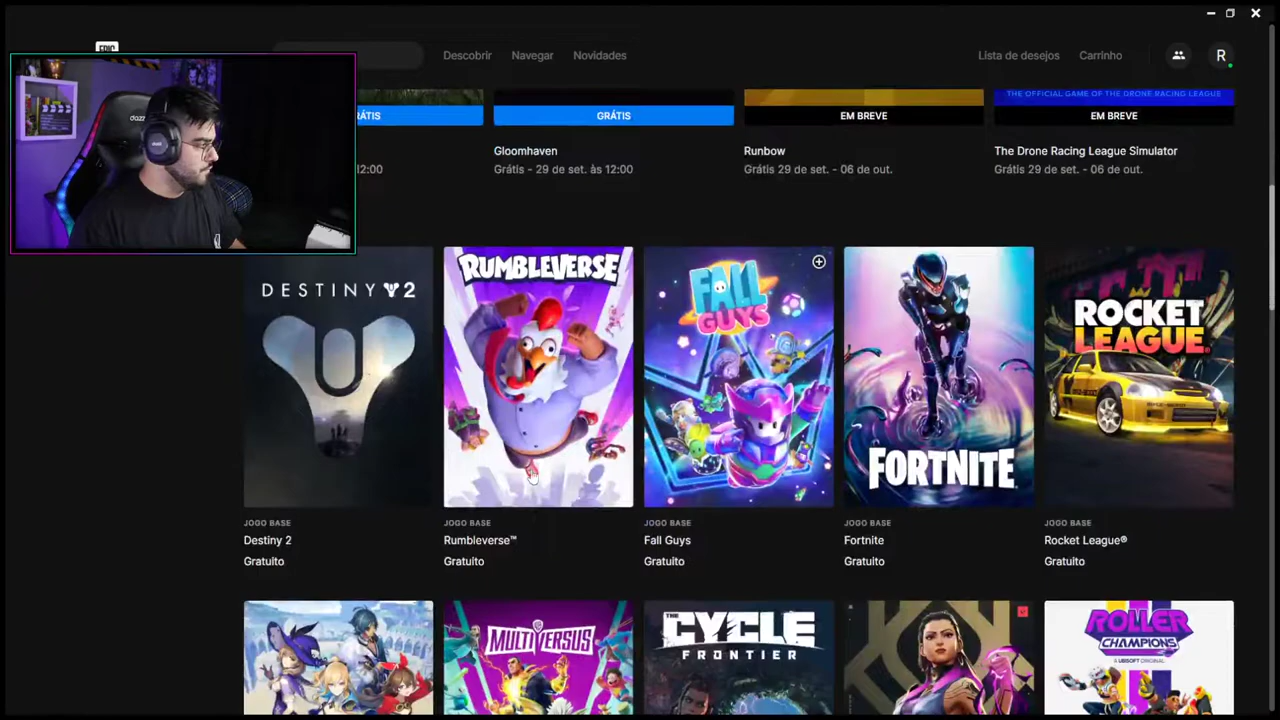 EPIC
Descobrir Navegar Novidades
Lista de desejos Carrinho
R
THE OFFICIAL GAME OF THE DRONE RACING LEAGUE
GRÁTIS
EM BREVE
EM BREVE
Gloomhaven
Runbow
The Drone Racing League Simulator
12:00
Grátis - 29 de set. às 12:00
Grátis 29 de set. - 06 de out.
Grátis 29 de set. - 06 de out.
DESTINY 2
RUMBLEVERSE
FALL
GUYS
FORTNITE
ROCKET
LEAGUE
JOGO BASE
Destiny 2
Gratuito
JOGO BASE
Rumbleverse™
Gratuito
JOGO BASE
Fall Guys
Gratuito
JOGO BASE
Fortnite
Gratuito
JOGO BASE
Rocket League®
Gratuito
MULTIVERSUS
THE
CYCLE
FRONTIER
ROLLER
CHAMPIONS
A UBISOFT ORIGINAL